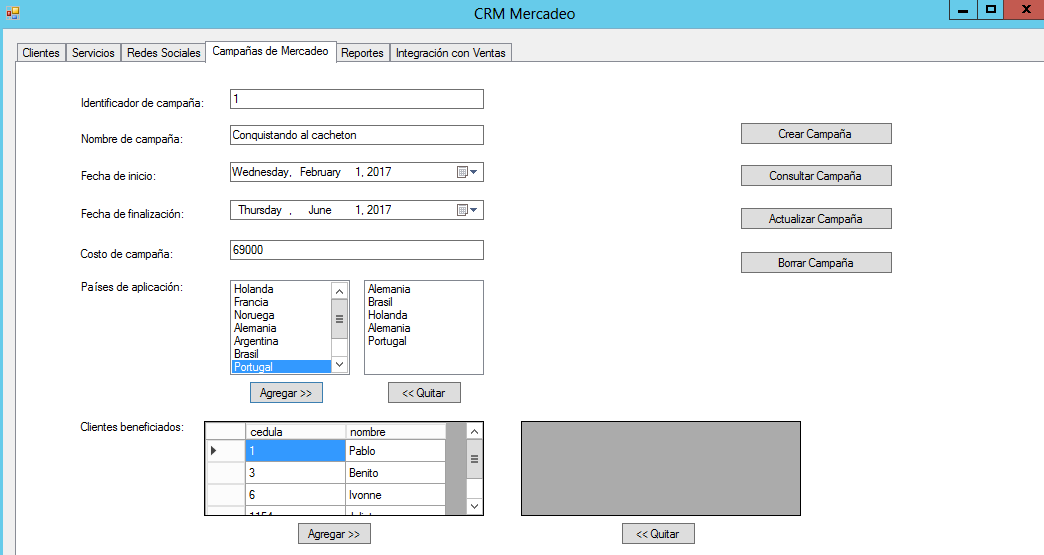 CRM Mercadeo
Clientes Servicios Redes Sociales Campañas de Mercadeo Reportes Integración con Ventas
Identificador de campaña: 1
Nombre de campaña: Conquistando al cacheton
Fecha de inicio: Wednesday, February 1, 2017
Fecha de finalización: Thursday , June 1, 2017
Costo de campaña: 69000
Países de aplicación:
Holanda
Francia
Noruega
Alemania
Argentina
Brasil
Portugal
Alemania
Brasil
Holanda
Alemania
Portugal
Agregar >> << Quitar
Crear Campaña
Consultar Campaña
Actualizar Campaña
Borrar Campaña
Clientes beneficiados:
cedula nombre
1 Pablo
3 Benito
6 Ivonne
Agregar >> << Quitar